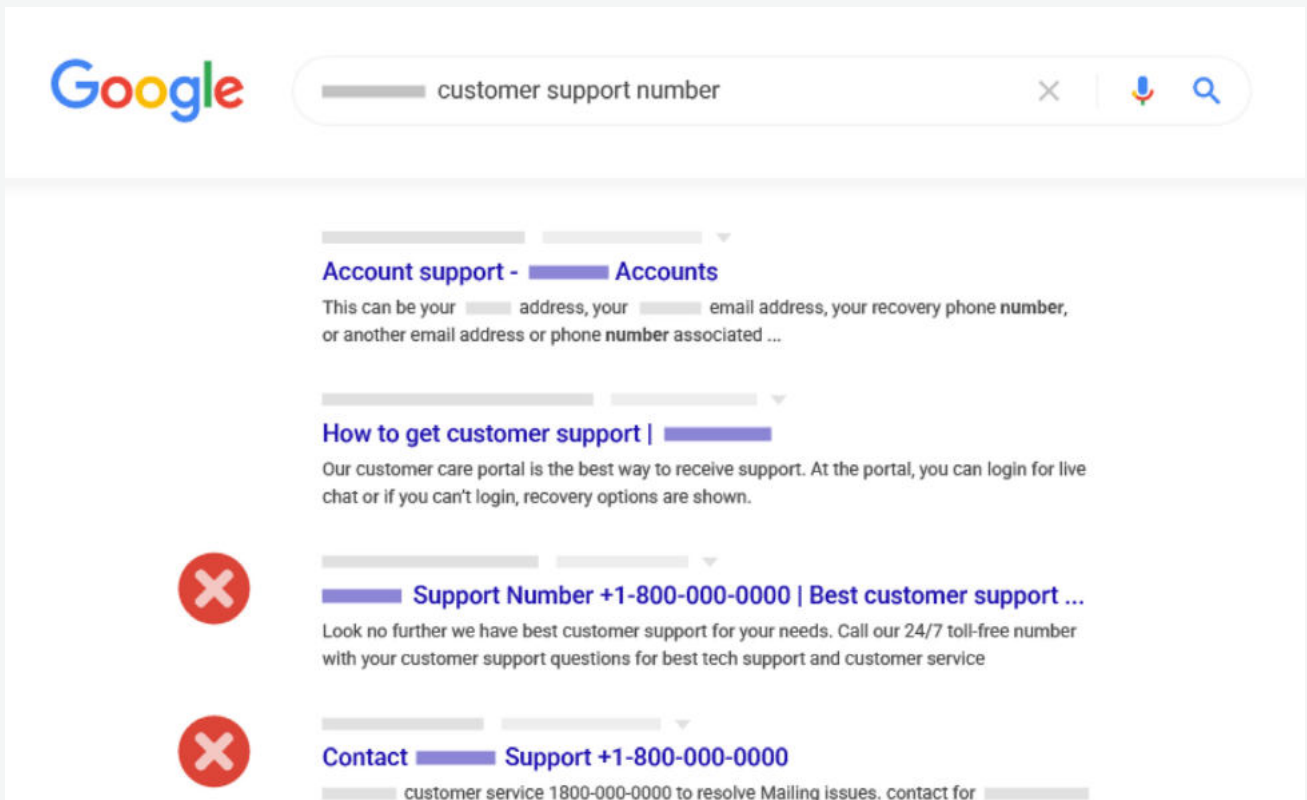 Google
customer support number
Account support - Accounts
This can be your address, your email address, your recovery phone number,
or another email address or phone number associated ...
How to get customer support |
Our customer care portal is the best way to receive support. At the portal, you can login for live
chat or if you can't login, recovery options are shown.
Support Number +1-800-000-0000 | Best customer support ...
Look no further we have best customer support for your needs. Call our 24/7 toll-free number
with your customer support questions for best tech support and customer service
Contact Support +1-800-000-0000
customer service 1800-000-0000 to resolve Mailing issues. contact for